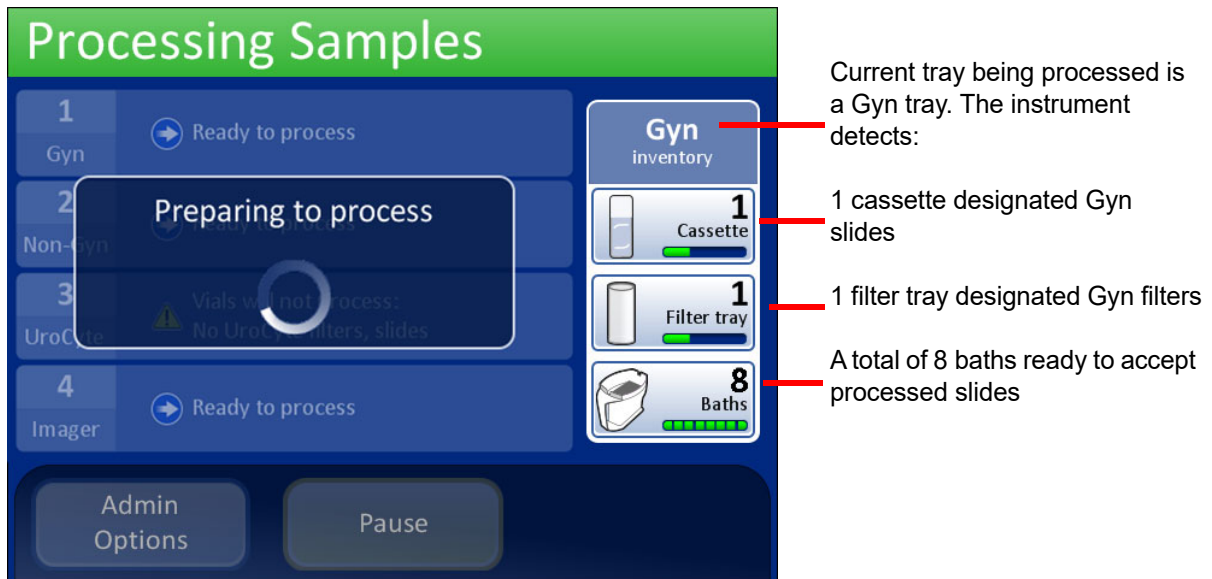 Processing Samples
1
Gyn
Ready to process
2
Non-Gyn
Ready to process
3
UroCyte
Vials will not process:
No UroCyte filters, slides
4
Imager
Ready to process
Preparing to process
Gyn
inventory
1
Cassette
1
Filter tray
8
Baths
Admin
Options
Pause
Current tray being processed is
a Gyn tray. The instrument
detects:
1 cassette designated Gyn
slides
1 filter tray designated Gyn filters
A total of 8 baths ready to accept
processed slides